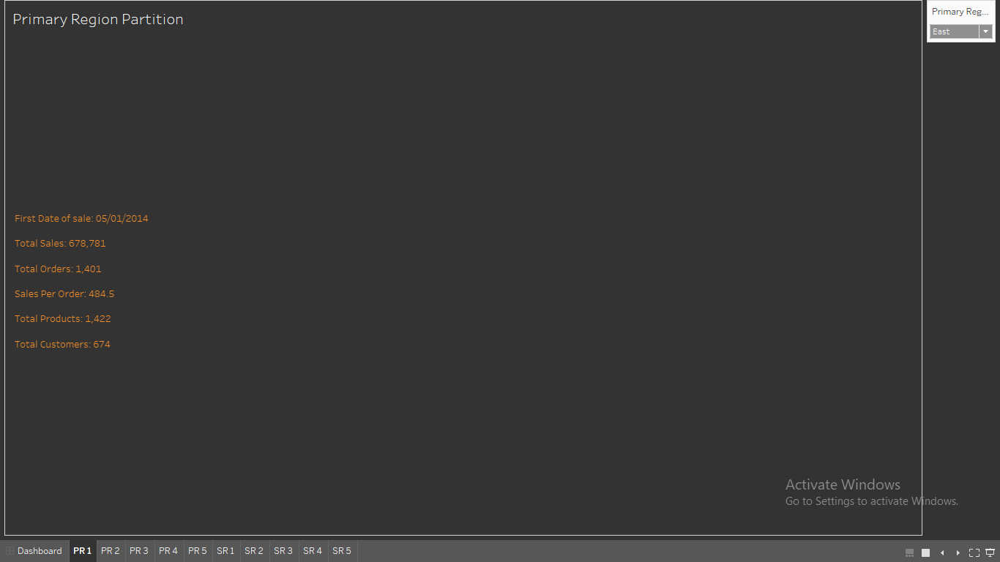 Primary Region Partition
Primary Reg...
East
First Date of sale: 05/01/2014
Total Sales: 678,781
Total Orders: 1,401
Sales Per Order: 484.5
Total Products: 1,422
Total Customers: 674
Activate Windows
Go to Settings to activate Windows.
Dashboard PR 1 PR 2 PR 3 PR 4 PR 5 SR 1 SR 2 SR 3 SR 4 SR 5